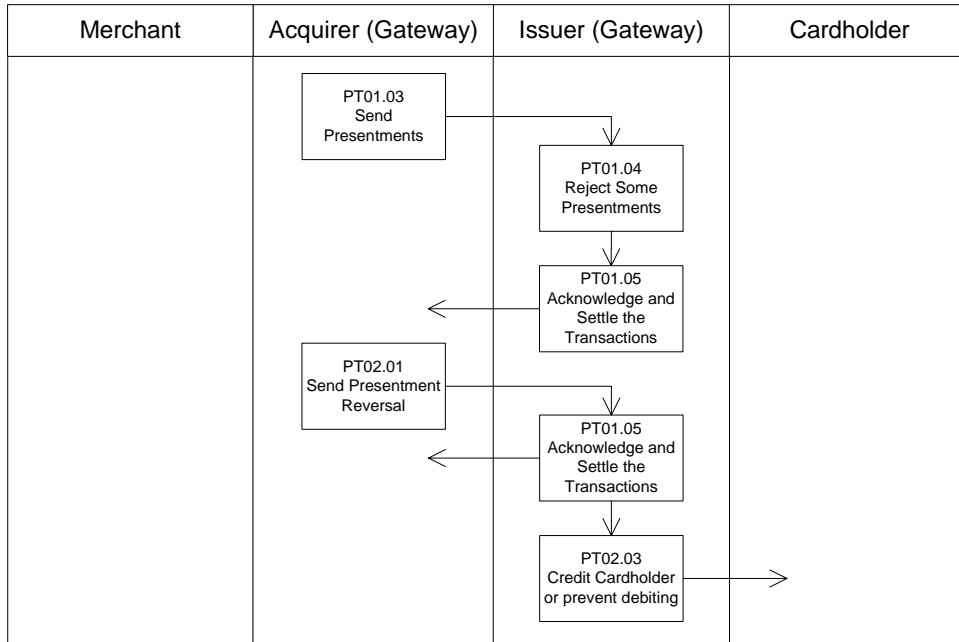 Merchant
Acquirer (Gateway)
Issuer (Gateway)
Cardholder
PT01.03
Send
Presentments
PT01.04
Reject Some
Presentments
PT01.05
Acknowledge and
Settle the
Transactions
PT02.01
Send Presentment
Reversal
PT01.05
Acknowledge and
Settle the
Transactions
PT02.03
Credit Cardholder
or prevent debiting